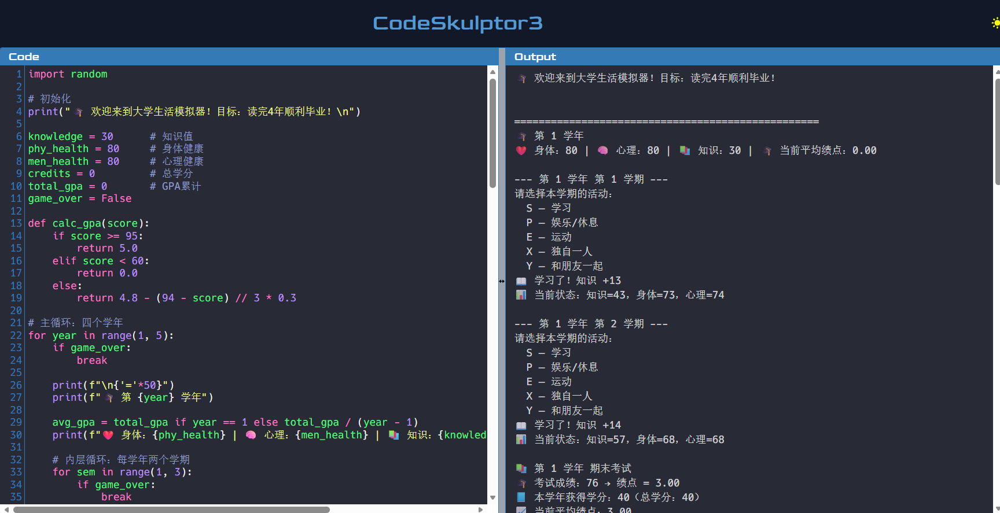 CodeSkulptor3
Code
1 import random
2
3 # 初始化
4 print("🎓 欢迎来到大学生活模拟器！目标：读完4年顺利毕业！\n")
5
6 knowledge = 30      # 知识值
7 phy_health = 80     # 身体健康
8 men_health = 80     # 心理健康
9 credits = 0         # 总学分
10 total_gpa = 0       # GPA累计
11 game_over = False
12
13 def calc_gpa(score):
14     if score >= 95:
15         return 5.0
16     elif score < 60:
17         return 0.0
18     else:
19         return 4.8 - (94 - score) // 3 * 0.3
20
21 # 主循环：四个学年
22 for year in range(1, 5):
23     if game_over:
24         break
25
26     print(f"\n{'='*50}")
27     print(f"🎓 第 {year} 学年")
28
29     avg_gpa = total_gpa if year == 1 else total_gpa / (year - 1)
30     print(f"❤️ 身体：{phy_health} | 🧠 心理：{men_health} | 📚 知识：{knowled
31
32     # 内层循环：每学年两个学期
33     for sem in range(1, 3):
34         if game_over:
35             break
Output
🎓 欢迎来到大学生活模拟器！目标：读完4年顺利毕业！
==================================================
🎓 第 1 学年
❤️ 身体：80 | 🧠 心理：80 | 📚 知识：30 | 🎓 当前平均绩点：0.00
--- 第 1 学年 第 1 学期 ---
请选择本学期的活动：
S — 学习
P — 娱乐/休息
E — 运动
X — 独自一人
Y — 和朋友一起
📖 学习了！知识 +13
📊 当前状态：知识=43，身体=73，心理=74
--- 第 1 学年 第 2 学期 ---
请选择本学期的活动：
S — 学习
P — 娱乐/休息
E — 运动
X — 独自一人
Y — 和朋友一起
📖 学习了！知识 +14
📊 当前状态：知识=57，身体=68，心理=68
📚 第 1 学年 期末考试
🎓 考试成绩：76 → 绩点 = 3.00
📘 本学年获得学分：40（总学分：40）
📈 当前平均绩点：3.00